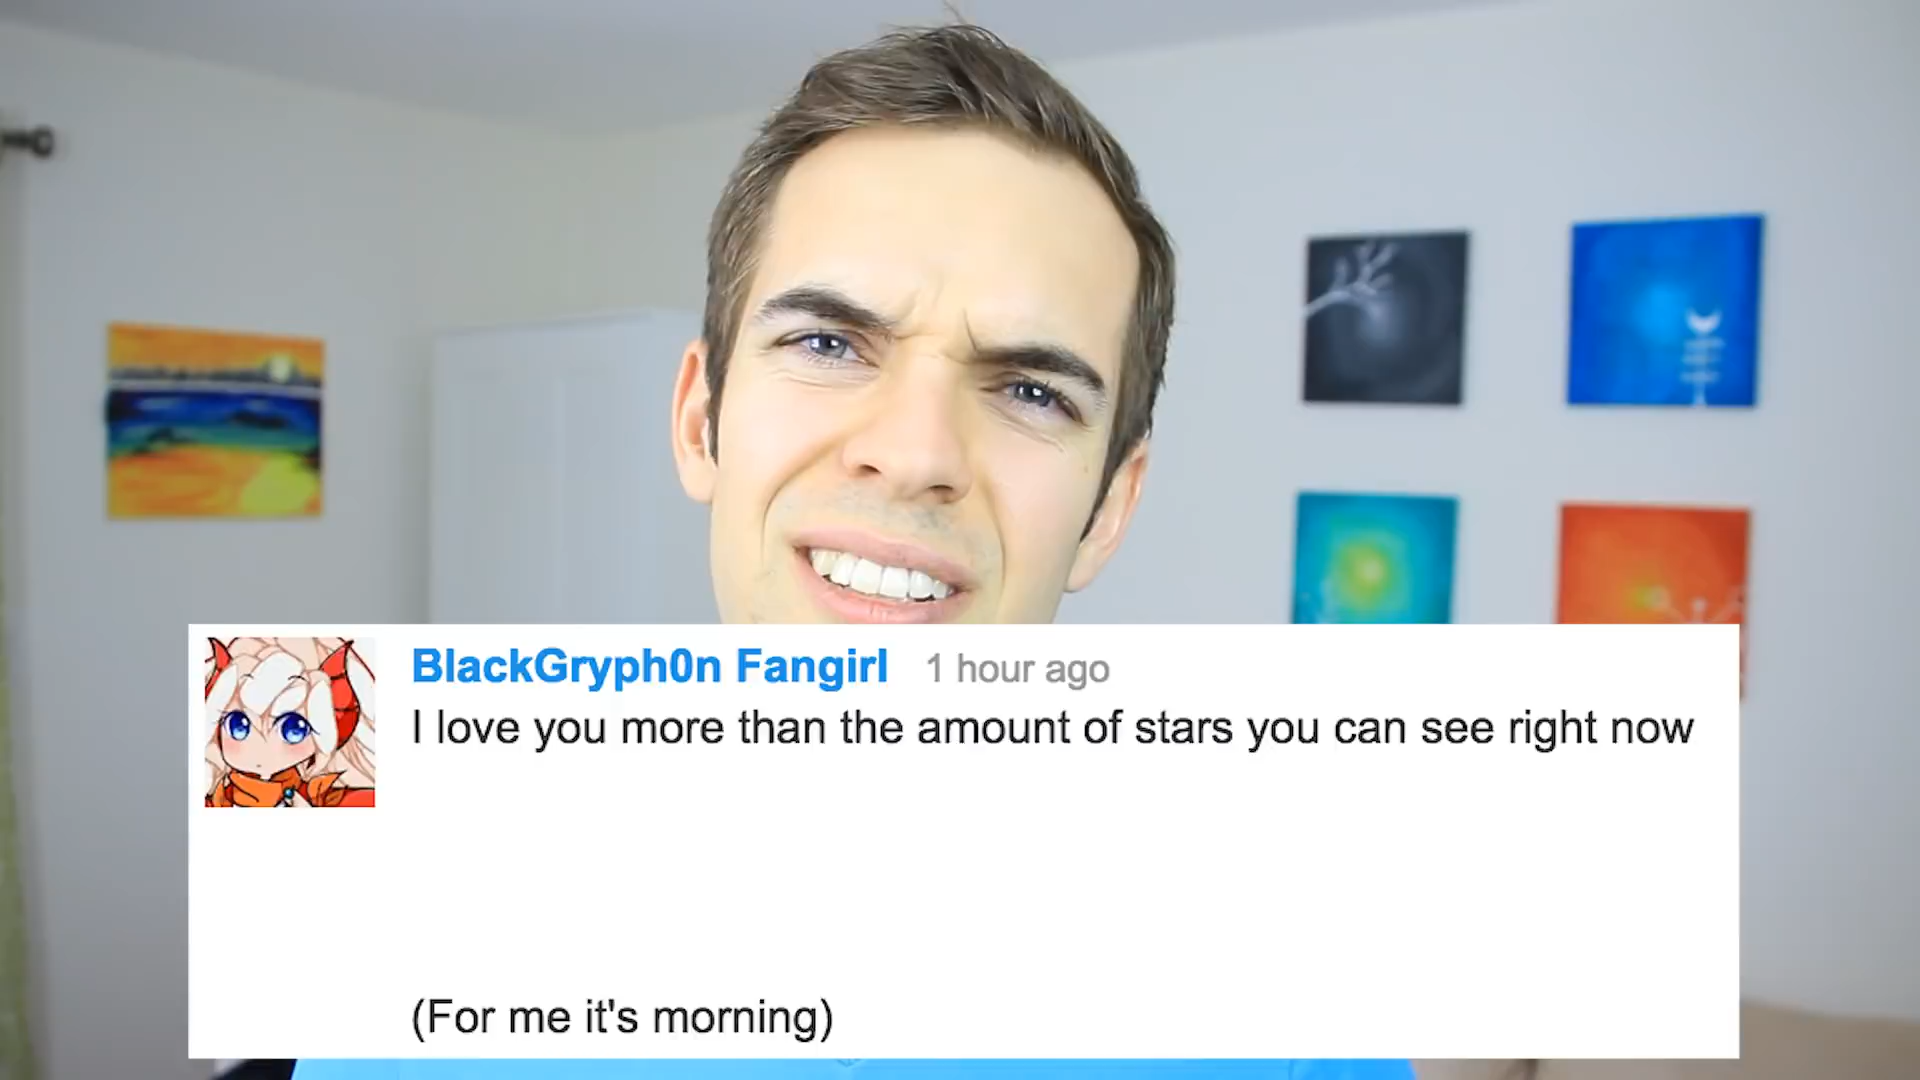 BlackGryph0n Fangirl 1 hour ago
I love you more than the amount of stars you can see right now
(For me it's morning)